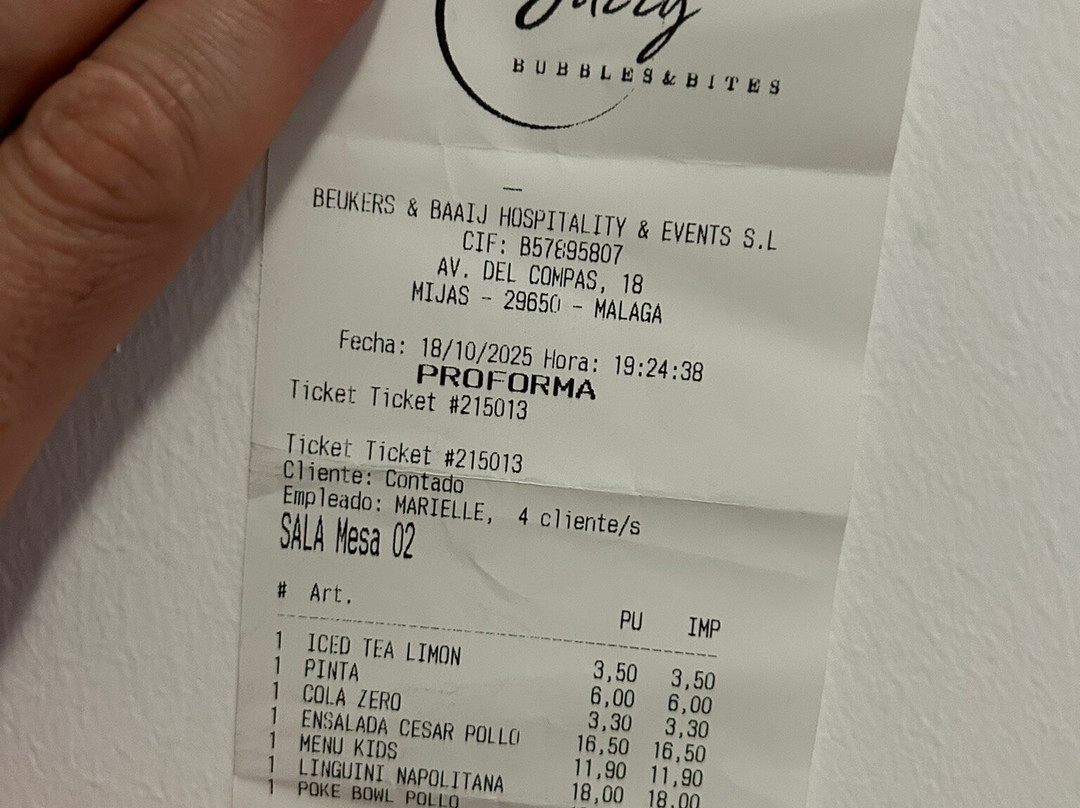 BUBBLES&BITES
BEUKERS & BAAIJ HOSPITALITY & EVENTS S.L
CIF: B57895807
AV. DEL COMPAS, 18
MIJAS - 29650 - MALAGA
Fecha: 18/10/2025 Hora: 19:24:38
PROFORMA
Ticket Ticket #215013
Ticket Ticket #215013
Cliente: Contado
Empleado: MARIELLE, 4 cliente/s
SALA Mesa 02
# Art. PU IMP
1 ICED TEA LIMON 3,50 3,50
1 PINTA 6,00 6,00
1 COLA ZERO 3,30 3,30
1 ENSALADA CESAR POLLO 16,50 16,50
1 MENU KIDS 11,90 11,90
1 LINGUINI NAPOLITANA 18,00 18,00
1 POKE BOWL POLLO